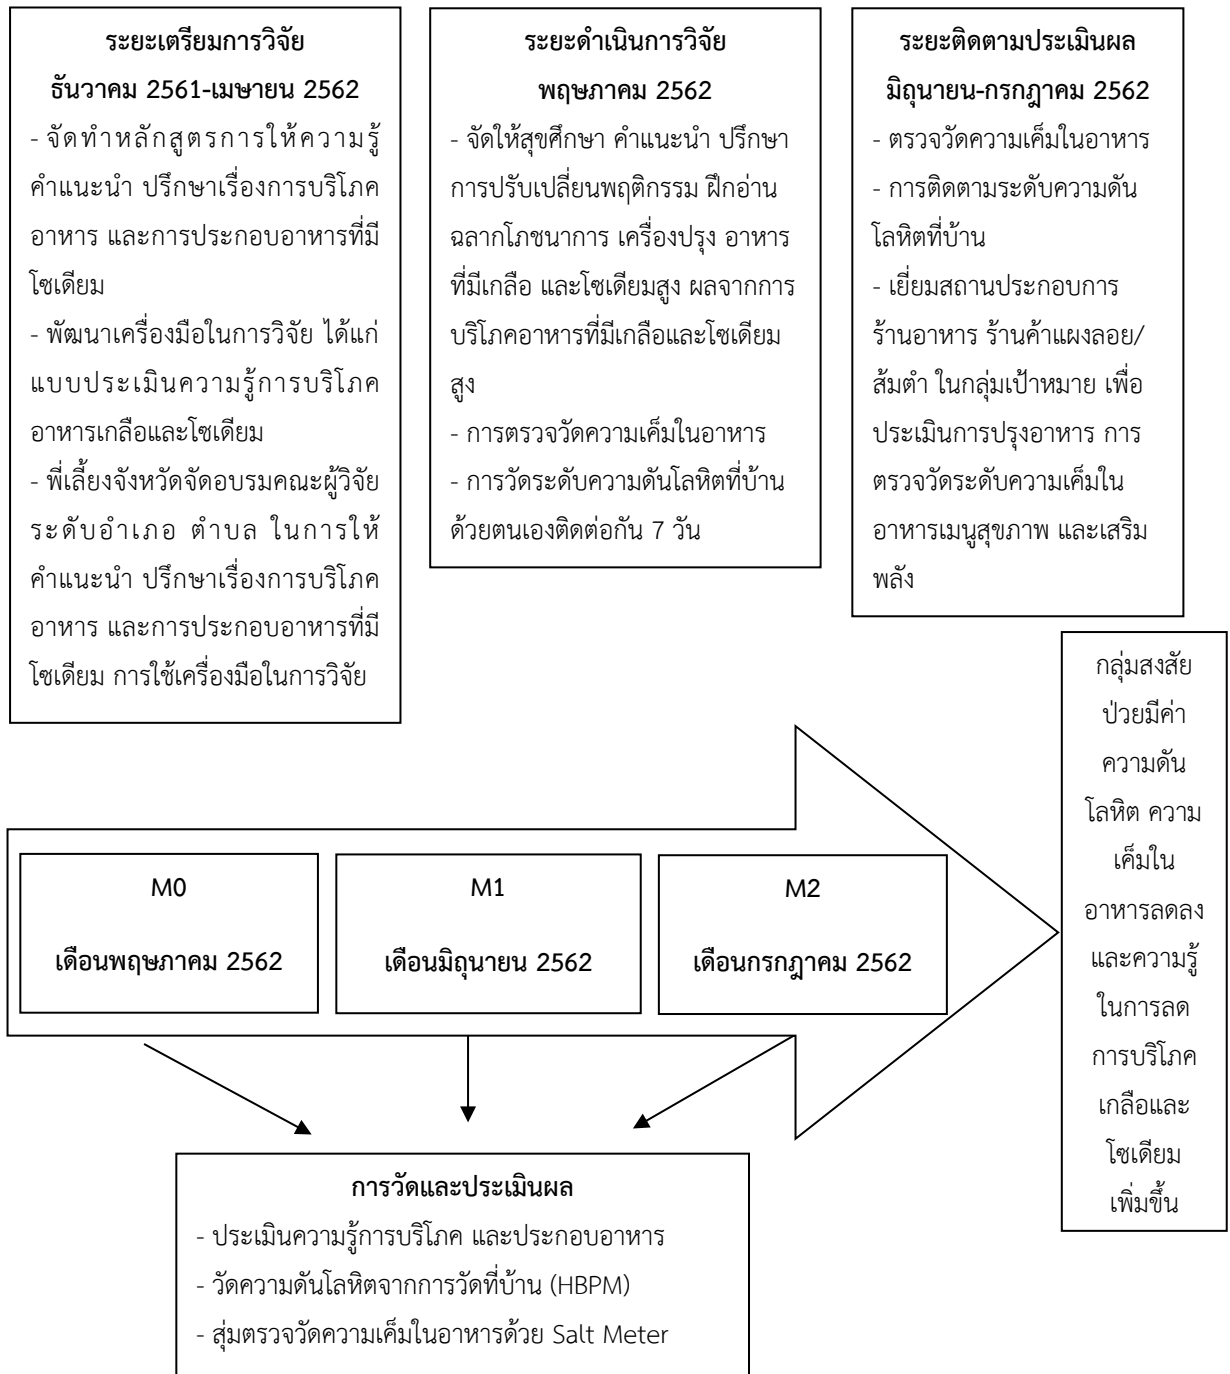 ระยะเตรียมการวิจัย
ธันวาคม 2561-เมษายน 2562
- จัดทำหลักสูตรการให้ความรู้
คำแนะนำ ปรึกษาเรื่องการบริโภค
อาหาร และการประกอบอาหารที่มี
โซเดียม
- พัฒนาเครื่องมือในการวิจัย ได้แก่
แบบประเมินความรู้การบริโภค
อาหารเกลือและโซเดียม
- พี่เลี้ยงจังหวัดจัดอบรมคณะผู้วิจัย
ระดับอำเภอ ตำบล ในการให้
คำแนะนำ ปรึกษาเรื่องการบริโภค
อาหาร และการประกอบอาหารที่มี
โซเดียม การใช้เครื่องมือในการวิจัย
ระยะดำเนินการวิจัย
พฤษภาคม 2562
- จัดให้สุขศึกษา คำแนะนำ ปรึกษา
การปรับเปลี่ยนพฤติกรรม ฝึกอ่าน
ฉลากโภชนาการ เครื่องปรุง อาหาร
ที่มีเกลือ และโซเดียมสูง ผลจากการ
บริโภคอาหารที่มีเกลือและโซเดียม
สูง
- การตรวจวัดความเค็มในอาหาร
- การวัดระดับความดันโลหิตที่บ้าน
ด้วยตนเองติดต่อกัน 7 วัน
ระยะติดตามประเมินผล
มิถุนายน-กรกฎาคม 2562
- ตรวจวัดความเค็มในอาหาร
- การติดตามระดับความดัน
โลหิตที่บ้าน
- เยี่ยมสถานประกอบการ
ร้านอาหาร ร้านค้าแผงลอย/
ส้มตำ ในกลุ่มเป้าหมาย เพื่อ
ประเมินการปรุงอาหาร การ
ตรวจวัดระดับความเค็มใน
อาหารเมนูสุขภาพ และเสริม
พลัง
M0
เดือนพฤษภาคม 2562
M1
เดือนมิถุนายน 2562
M2
เดือนกรกฎาคม 2562
กลุ่มสงสัย
ป่วยมีค่า
ความดัน
โลหิต ความ
เค็มใน
อาหารลดลง
และความรู้
ในการลด
การบริโภค
เกลือและ
โซเดียม
เพิ่มขึ้น
การวัดและประเมินผล
- ประเมินความรู้การบริโภค และประกอบอาหาร
- วัดความดันโลหิตจากการวัดที่บ้าน (HBPM)
- สุ่มตรวจวัดความเค็มในอาหารด้วย Salt Meter